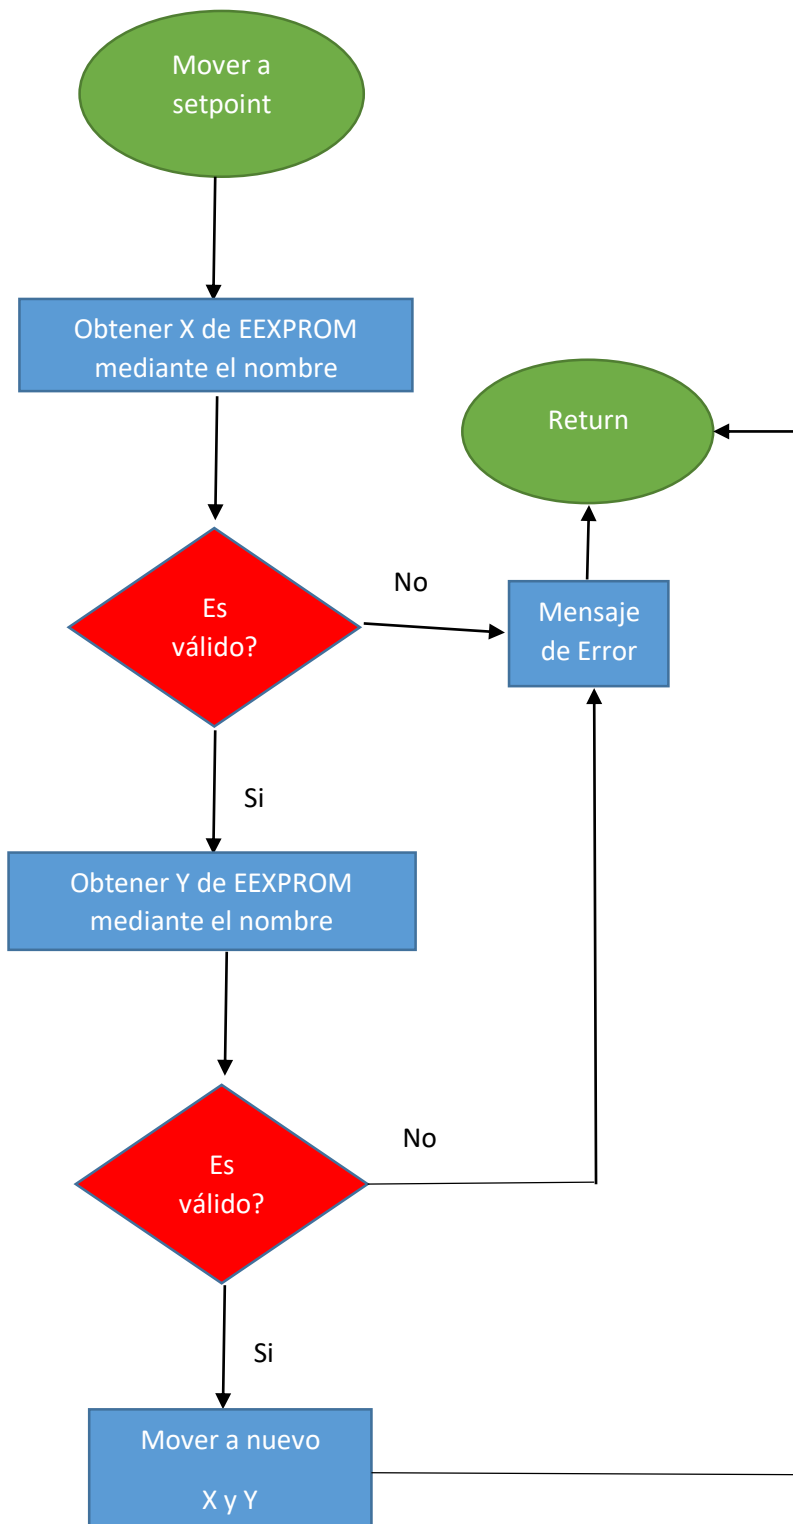 Mover a
setpoint
Obtener X de EEXPROM
mediante el nombre
Return
No
Es
válido?
Mensaje
de Error
Si
Obtener Y de EEXPROM
mediante el nombre
No
Es
válido?
Si
Mover a nuevo
X y Y